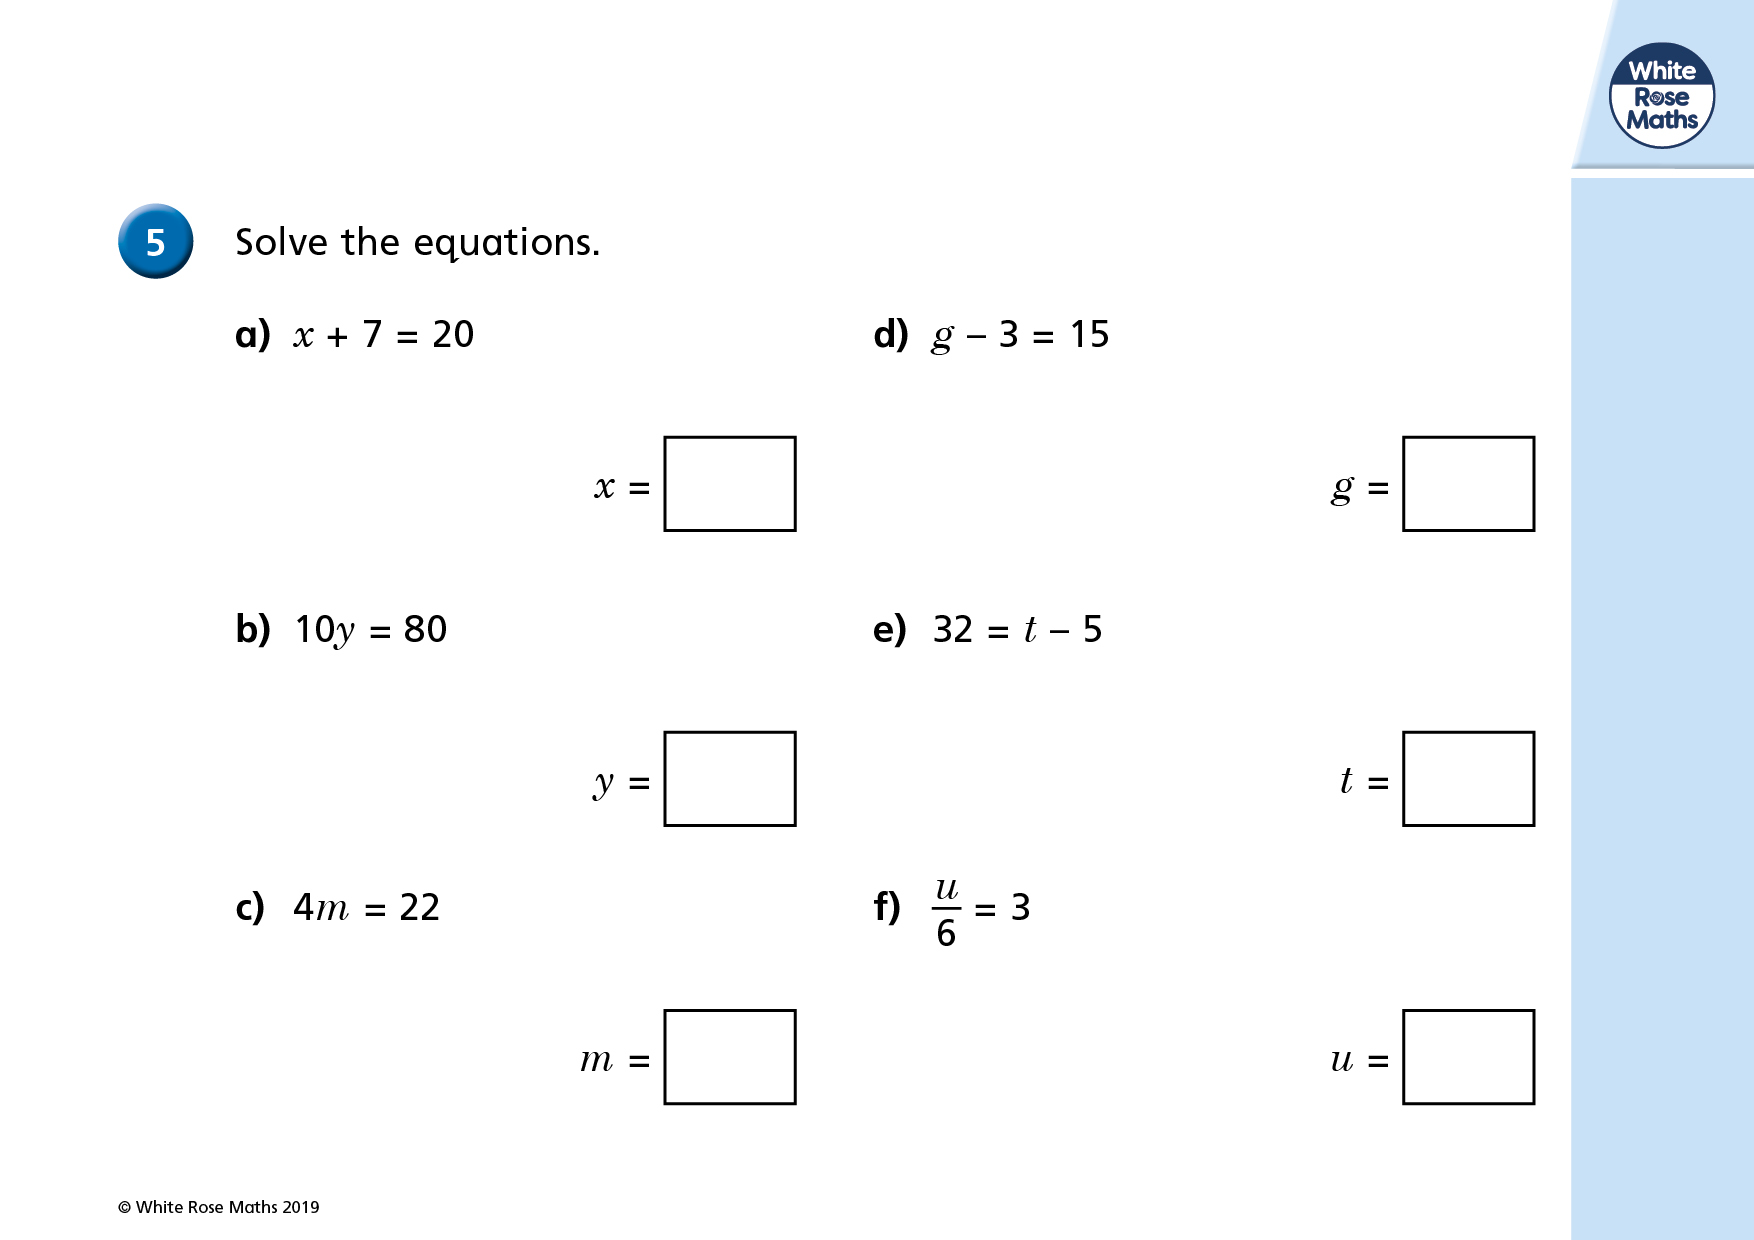 White
Rose
Maths
5 Solve the equations.
a) x + 7 = 20
x =
b) 10y = 80
y =
c) 4m = 22
m =
d) g – 3 = 15
g =
e) 32 = t – 5
t =
f) u/6 = 3
u =
© White Rose Maths 2019